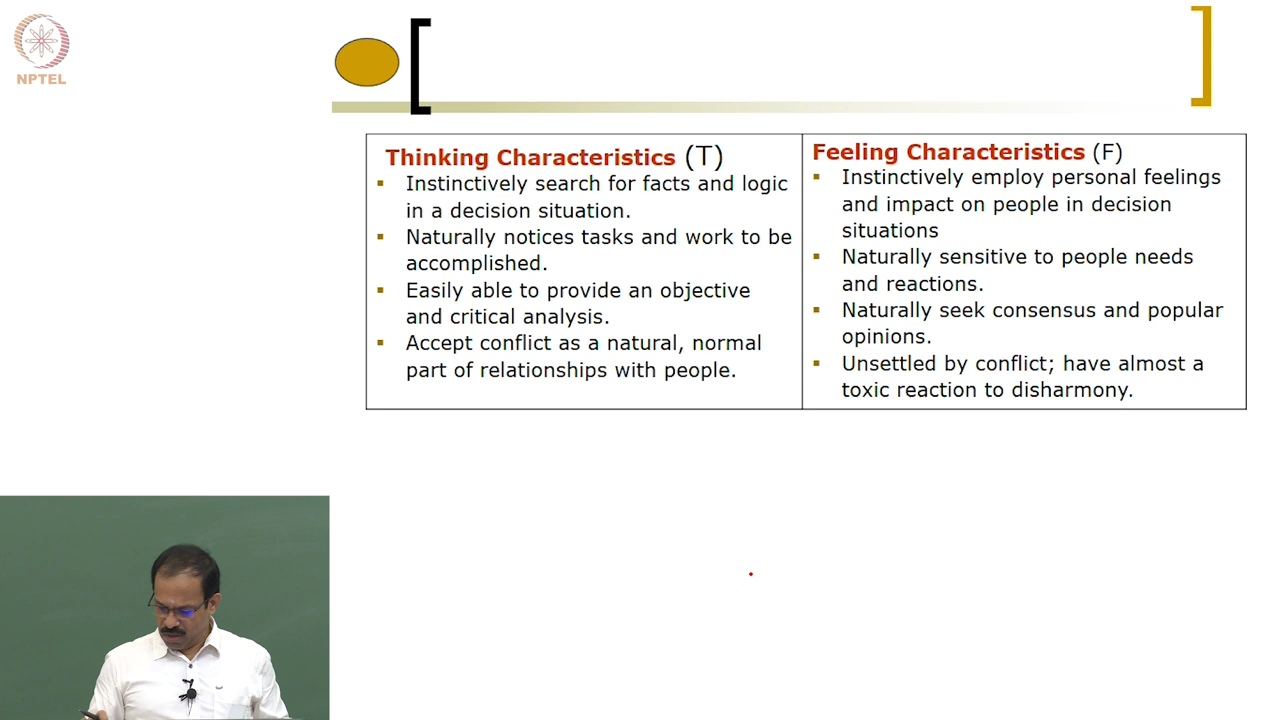 NPTEL
Thinking Characteristics (T)
▪ Instinctively search for facts and logic
in a decision situation.
▪ Naturally notices tasks and work to be
accomplished.
▪ Easily able to provide an objective
and critical analysis.
▪ Accept conflict as a natural, normal
part of relationships with people.
Feeling Characteristics (F)
▪ Instinctively employ personal feelings
and impact on people in decision
situations
▪ Naturally sensitive to people needs
and reactions.
▪ Naturally seek consensus and popular
opinions.
▪ Unsettled by conflict; have almost a
toxic reaction to disharmony.